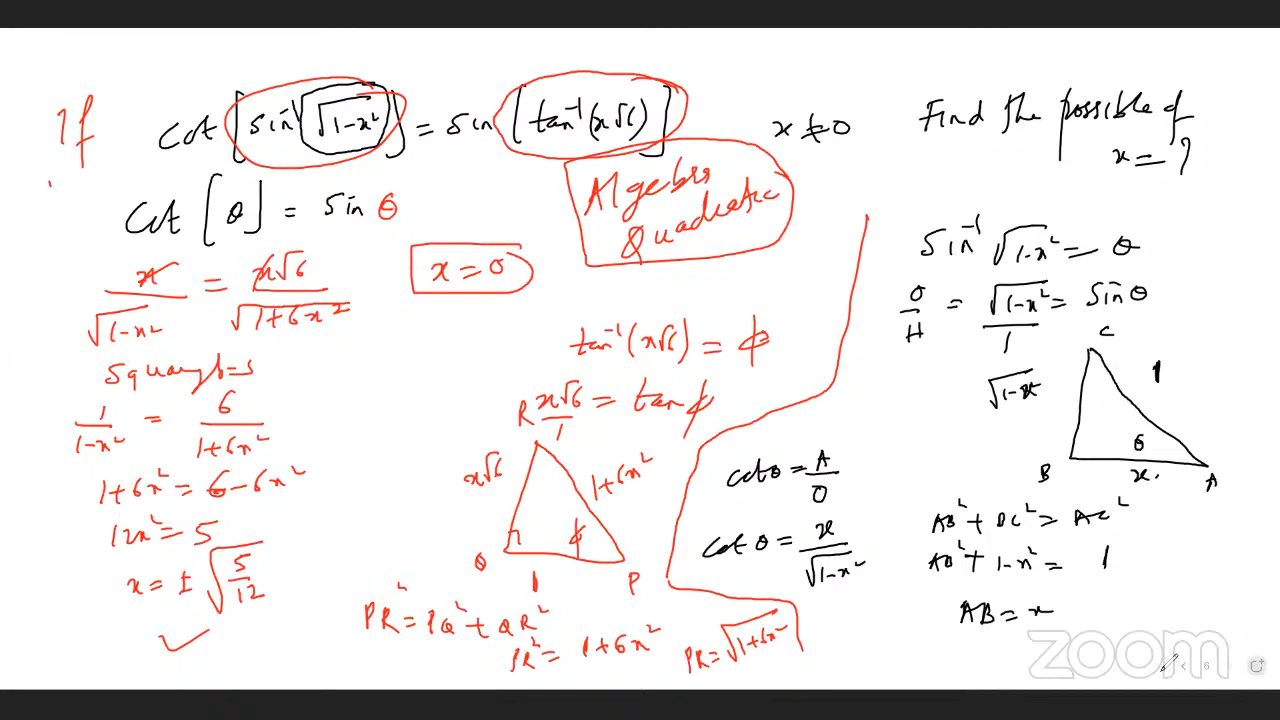 If cot [sin⁻¹ √1-x²] = sin [tan⁻¹(x√6)] x ≠ 0
Find the possible of
x = ?
Cot [θ] = sin θ
Algebra
Quadratic
x/√1-x² = x√6/√1+6x²
x = 0
Squaring b=s
1/1-x² = 6/1+6x²
1+6x² = 6-6x²
12x² = 5
x = ± √5/12
tan⁻¹(x√6) = ϕ
x√6/1 = tan ϕ
R
x√6
1+6x²
Q
1
ϕ
P
PR² = PQ² + QR²
PR² = 1+6x²
PR = √1+6x²
sin⁻¹ √1-x² = θ
O/H = √1-x²/1 = sin θ
C
√1-x²
1
θ
B
x
A
cot θ = A/O
cot θ = x/√1-x²
AB² + BC² = AC²
AB² + 1-x² = 1
AB = x
zoom
6